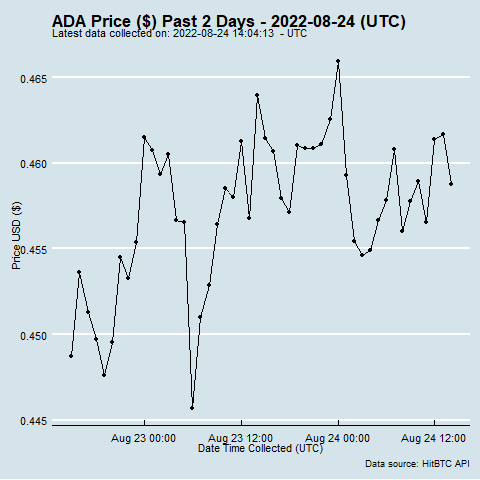 ADA Price ($) Past 2 Days - 2022-08-24 (UTC)
Latest data collected on: 2022-08-24 14:04:13 - UTC
0.465
0.460
0.455
0.450
0.445
Price USD ($)
Aug 23 00:00 Aug 23 12:00 Aug 24 00:00 Aug 24 12:00
Date Time Collected (UTC)
Data source: HitBTC API